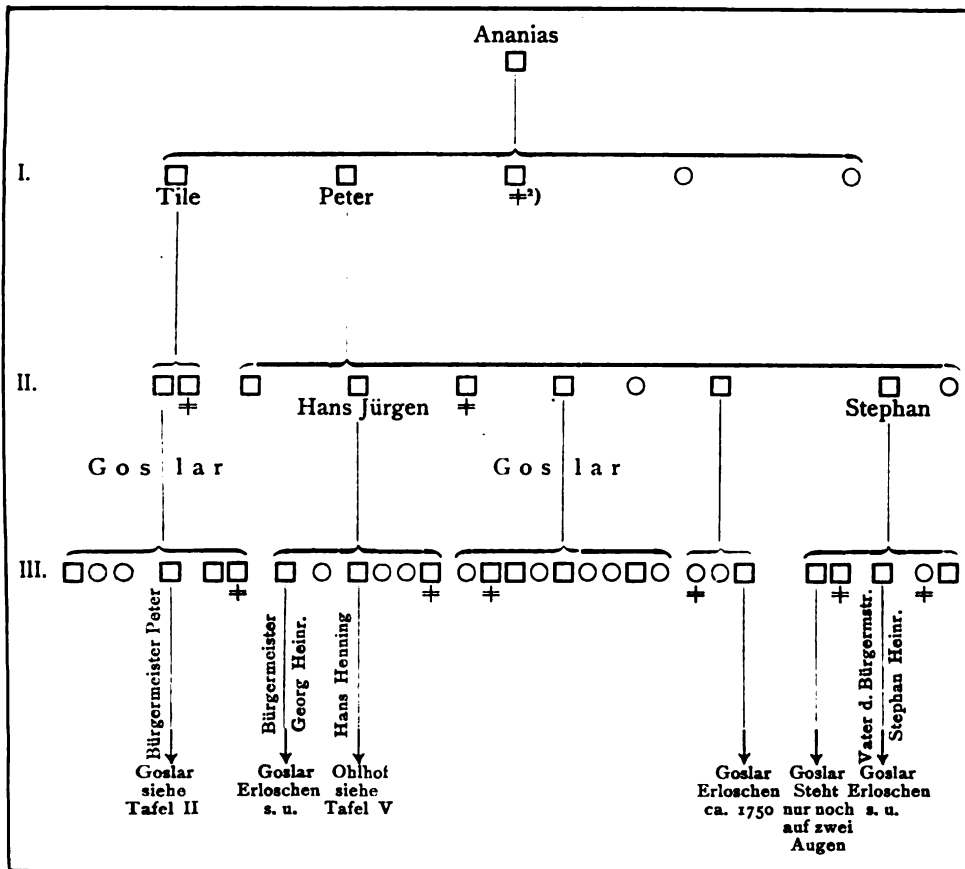 Ananias
I.
Tile
Peter
²)
II.
Hans Jürgen
Stephan
Goslar
Goslar
III.
Bürgermeister Peter
Bürgermeister
Georg Heinr.
Hans Henning
Vater d. Bürgermstr.
Stephan Heinr.
Goslar
siehe
Tafel II
Goslar
Erloschen
s. u.
Ohlhof
siehe
Tafel V
Goslar
Erloschen
ca. 1750
Goslar
Steht
nur noch
auf zwei
Augen
Goslar
Erloschen
s. u.